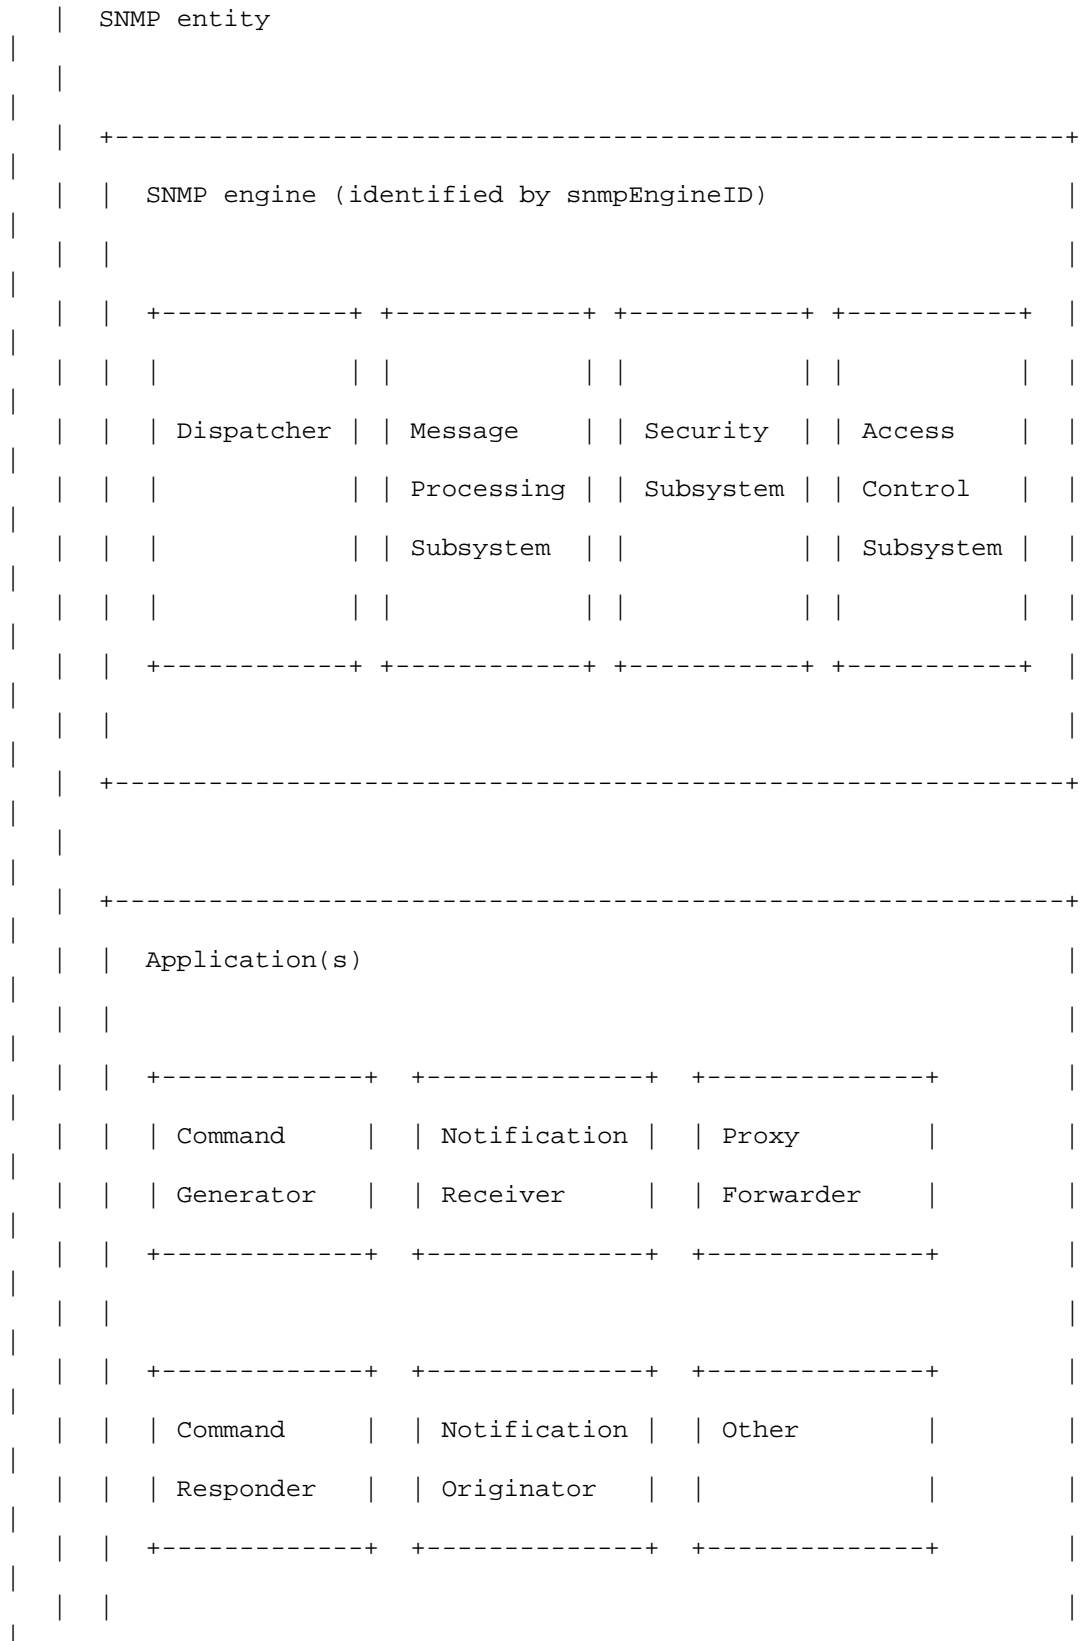 |  SNMP entity
|
   |
|
   |  +-------------------------------------------------------------+
|
   |  |  SNMP engine (identified by snmpEngineID)                   |
|
   |  |                                                             |
|
   |  |  +------------+ +------------+ +-----------+ +-----------+  |
|
   |  |  |            | |            | |           | |           |  |
|
   |  |  | Dispatcher | | Message    | | Security  | | Access    |  |
|
   |  |  |            | | Processing | | Subsystem | | Control   |  |
|
   |  |  |            | | Subsystem  | |           | | Subsystem |  |
|
   |  |  |            | |            | |           | |           |  |
|
   |  |  +------------+ +------------+ +-----------+ +-----------+  |
|
   |  |                                                             |
|
   |  +-------------------------------------------------------------+
|
   |
|
   |  +-------------------------------------------------------------+
|
   |  |  Application(s)                                             |
|
   |  |                                                             |
|
   |  |  +-------------+  +--------------+  +--------------+        |
|
   |  |  | Command     |  | Notification |  | Proxy        |        |
|
   |  |  | Generator   |  | Receiver     |  | Forwarder    |        |
|
   |  |  +-------------+  +--------------+  +--------------+        |
|
   |  |                                                             |
|
   |  |  +-------------+  +--------------+  +--------------+        |
|
   |  |  | Command     |  | Notification |  | Other        |        |
|
   |  |  | Responder   |  | Originator   |  |              |        |
|
   |  |  +-------------+  +--------------+  +--------------+        |
|
   |  |                                                             |
|